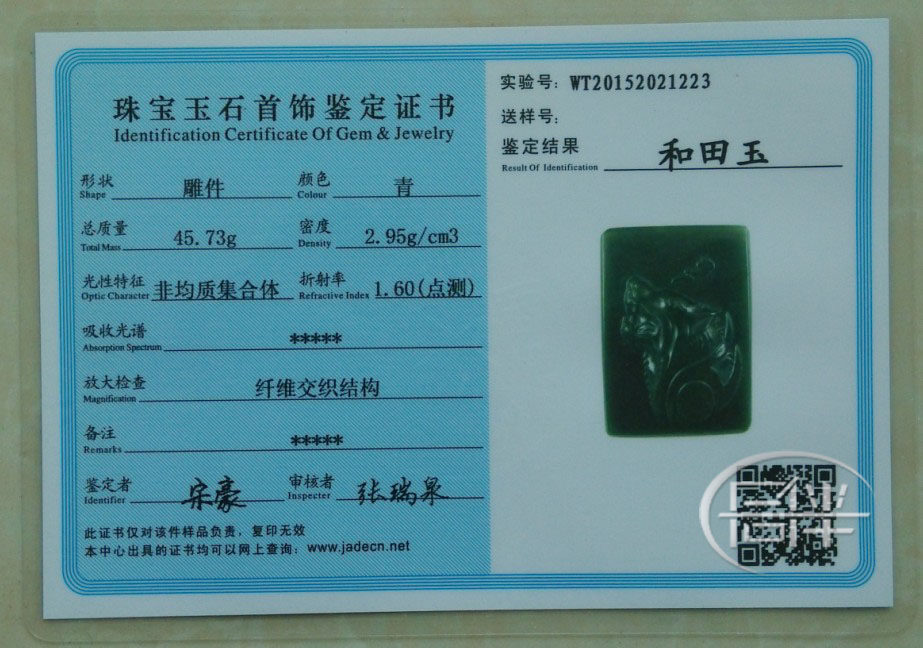 珠宝玉石首饰鉴定证书
Identification Certificate Of Gem & Jewelry
形状 雕件 颜色 青
Shape Colour
总质量 45.73g 密度 2.95g/cm3
Total Mass Density
光性特征 非均质集合体 折射率 1.60(点测)
Optic Character Refractive Index
吸收光谱 *****
Absorption Spectrum
放大检查 纤维交织结构
Magnification
备注 *****
Remarks
鉴定者 宋豪 审核者 张瑞泉
Identifier Inspecter
此证书仅对该件样品负责，复印无效
本中心出具的证书均可以网上查询：www.jadecn.net
实验号：WT20152021223
送样号：
鉴定结果 和田玉
Result Of Identification